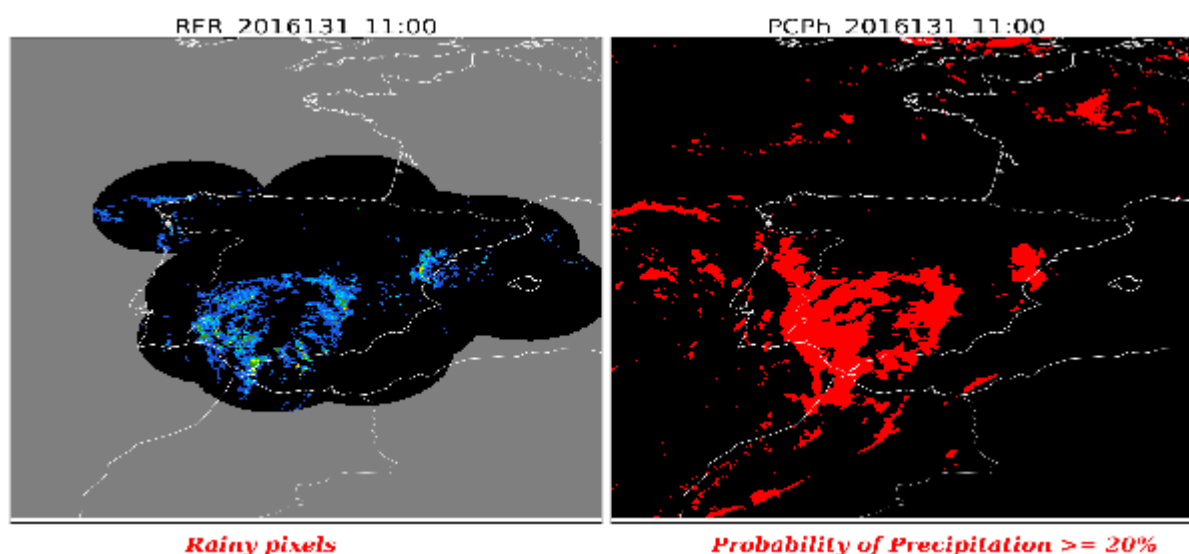 RFR_2016131_11:00
PCPh_2016131_11:00
Rainy pixels
Probability of Precipitation >= 20%